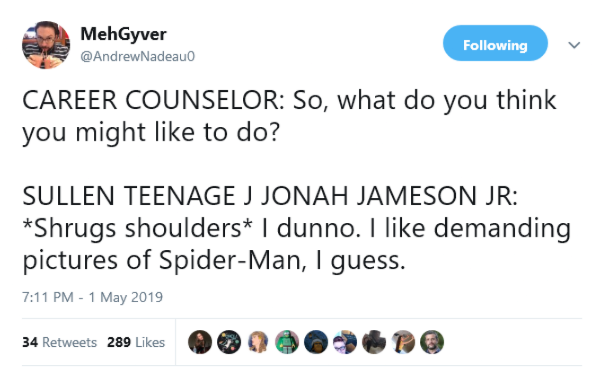 MehGyver
@AndrewNadeau0
Following
CAREER COUNSELOR: So, what do you think
you might like to do?
SULLEN TEENAGE J JONAH JAMESON JR:
*Shrugs shoulders* I dunno. I like demanding
pictures of Spider-Man, I guess.
7:11 PM - 1 May 2019
34 Retweets 289 Likes